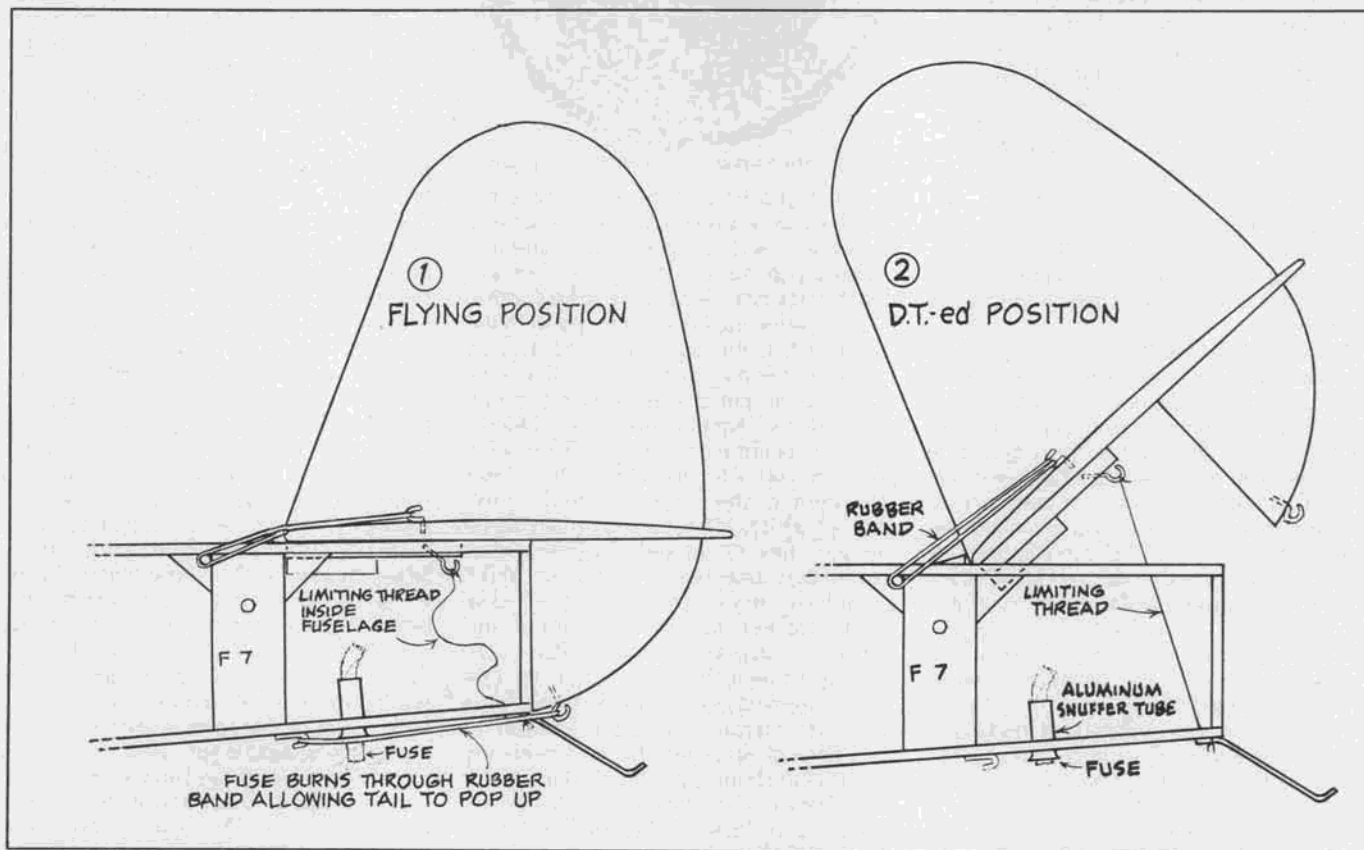 1
FLYING POSITION
LIMITING THREAD
INSIDE
FUSELAGE
F 7
FUSE
FUSE BURNS THROUGH RUBBER
BAND ALLOWING TAIL TO POP UP
2
D.T.-ed POSITION
RUBBER
BAND
LIMITING
THREAD
F 7
ALUMINUM
SNUFFER TUBE
FUSE